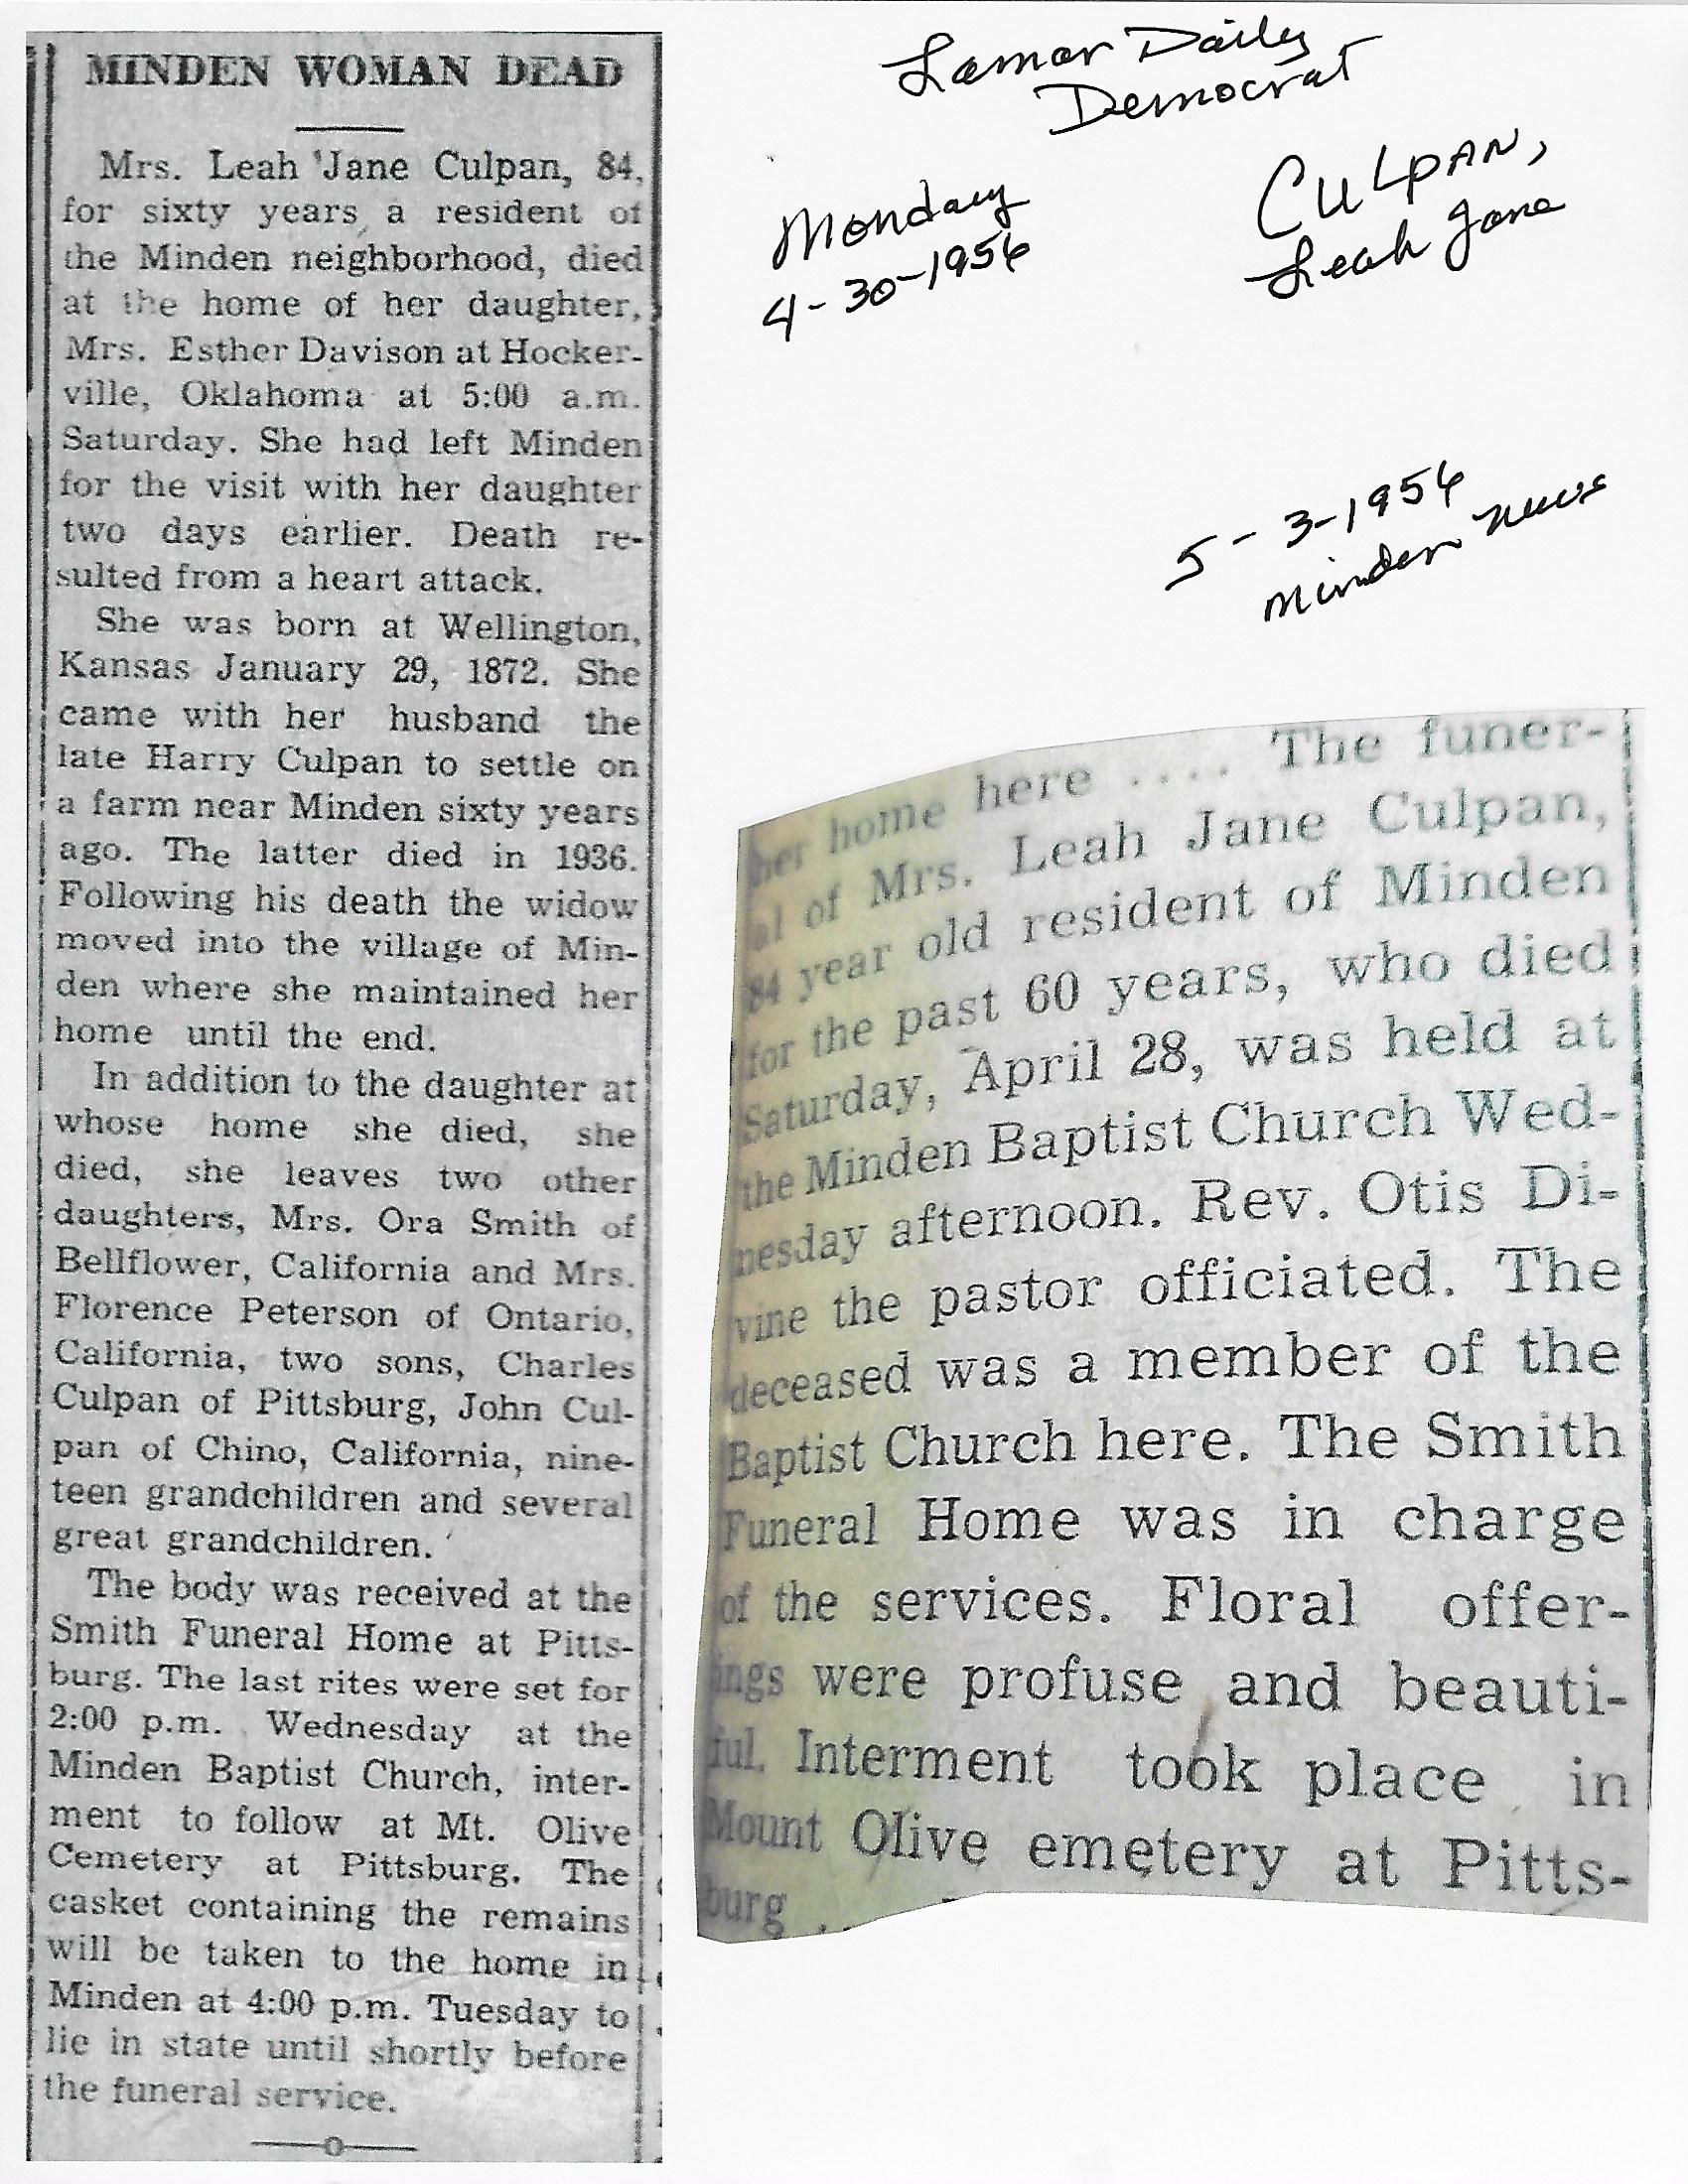 MINDEN WOMAN DEAD
Mrs. Leah 'Jane Culpan, 84,
for sixty years a resident of
the Minden neighborhood, died
at the home of her daughter,
Mrs. Esther Davison at Hocker-
ville, Oklahoma at 5:00 a.m.
Saturday. She had left Minden
for the visit with her daughter
two days earlier. Death re-
sulted from a heart attack.
She was born at Wellington,
Kansas January 29, 1872. She
came with her husband the
late Harry Culpan to settle on
a farm near Minden sixty years
ago. The latter died in 1936.
Following his death the widow
moved into the village of Min-
den where she maintained her
home until the end.
In addition to the daughter at
whose home she died, she
died, she leaves two other
daughters, Mrs. Ora Smith of
Bellflower, California and Mrs.
Florence Peterson of Ontario,
California, two sons, Charles
Culpan of Pittsburg, John Cul-
pan of Chino, California, nine-
teen grandchildren and several
great grandchildren.
The body was received at the
Smith Funeral Home at Pitts-
burg. The last rites were set for
2:00 p.m. Wednesday at the
Minden Baptist Church, inter-
ment to follow at Mt. Olive
Cemetery at Pittsburg. The
casket containing the remains
will be taken to the home in
Minden at 4:00 p.m. Tuesday to
lie in state until shortly before
the funeral service.
Lamar Daily
Democrat
Monday
4-30-1956
CULPAN,
Leah Jane
5-3-1956
Minden News
her home here .... The funer-
al of Mrs. Leah Jane Culpan,
84 year old resident of Minden
for the past 60 years, who died
Saturday, April 28, was held at
the Minden Baptist Church Wed-
nesday afternoon. Rev. Otis Di-
vine the pastor officiated. The
deceased was a member of the
Baptist Church here. The Smith
Funeral Home was in charge
of the services. Floral offer-
ings were profuse and beauti-
ful. Interment took place in
Mount Olive emetery at Pitts-
burg ..